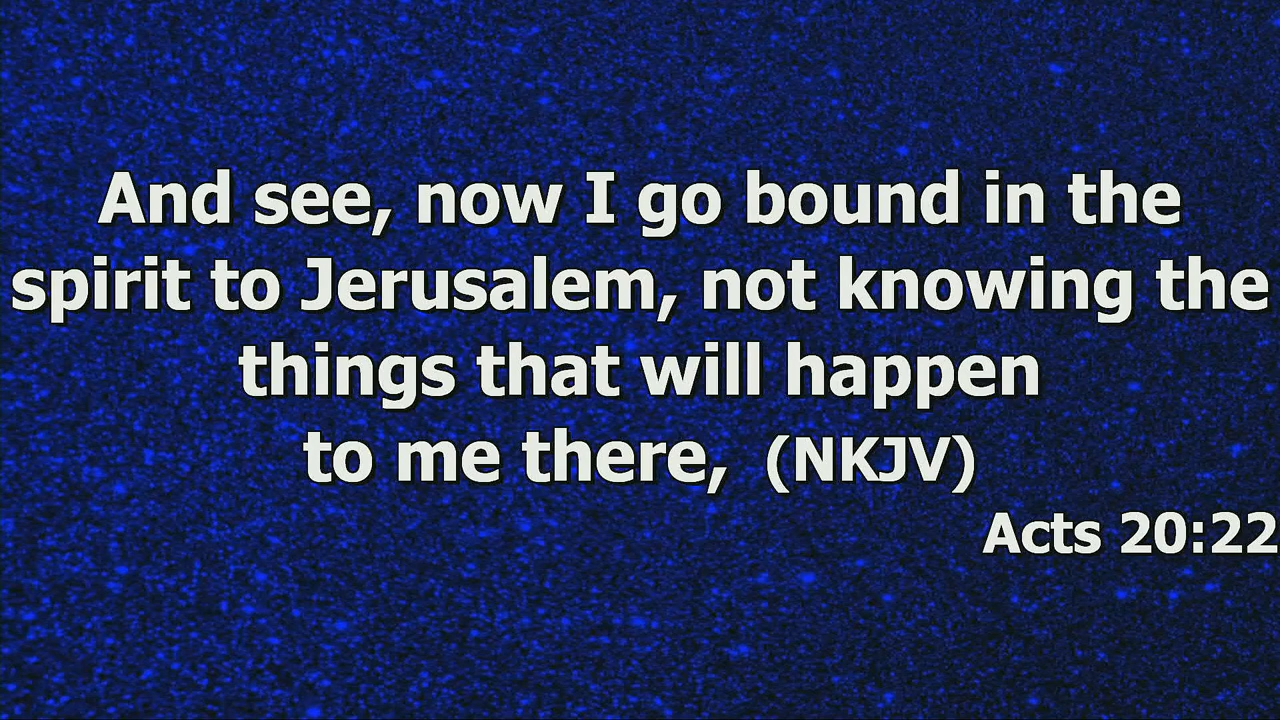 And see, now I go bound in the
spirit to Jerusalem, not knowing the
things that will happen
to me there, (NKJV)
Acts 20:22